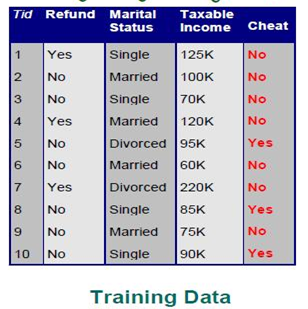 Tid Refund Marital Status Taxable Income Cheat
1 Yes Single 125K No
2 No Married 100K No
3 No Single 70K No
4 Yes Married 120K No
5 No Divorced 95K Yes
6 No Married 60K No
7 Yes Divorced 220K No
8 No Single 85K Yes
9 No Married 75K No
10 No Single 90K Yes
Training Data